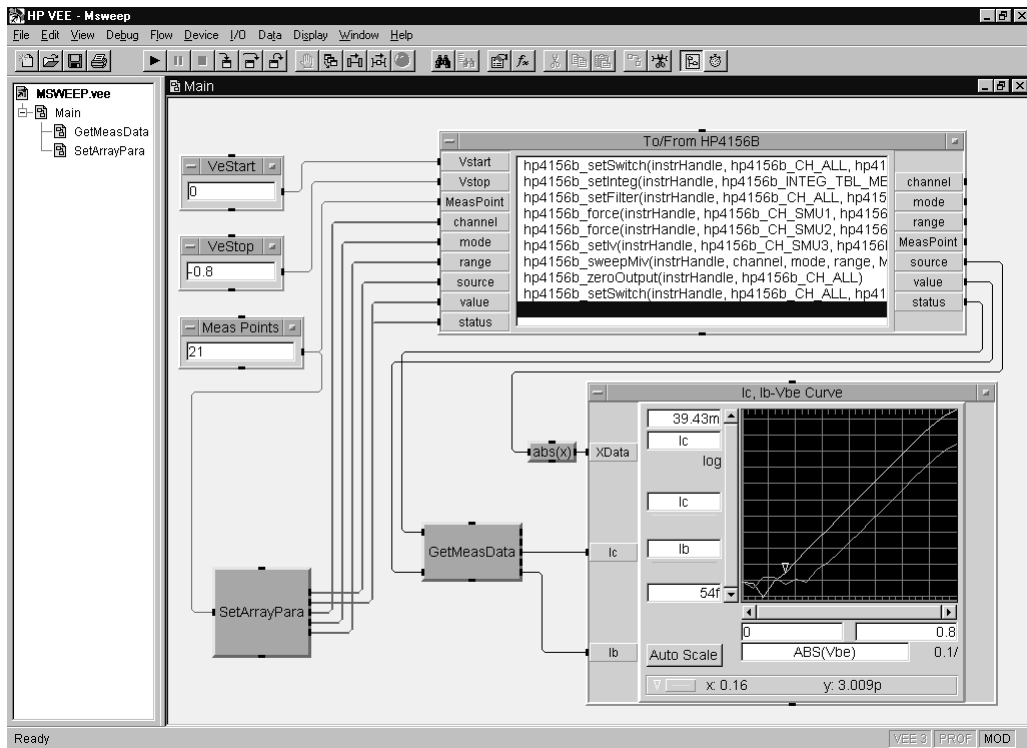 HP VEE - Msweep
File Edit View Debug Flow Device I/O Data Display Window Help
MSWEEP.vee
Main
GetMeasData
SetArrayPara
Main
VeStart
0
VeStop
-0.8
Meas Points
21
SetArrayPara
To/From HP4156B
Vstart
Vstop
MeasPoint
channel
mode
range
source
value
status
hp4156b_setSwitch(instrHandle, hp4156b_CH_ALL, hp41
hp4156b_setInteg(instrHandle, hp4156b_INTEG_TBL_ME
hp4156b_setFilter(instrHandle, hp4156b_CH_ALL, hp415
hp4156b_force(instrHandle, hp4156b_CH_SMU1, hp4156
hp4156b_force(instrHandle, hp4156b_CH_SMU2, hp4156
hp4156b_setIv(instrHandle, hp4156b_CH_SMU3, hp4156
hp4156b_sweepMiv(instrHandle, channel, mode, range, M
hp4156b_zeroOutput(instrHandle, hp4156b_CH_ALL)
hp4156b_setSwitch(instrHandle, hp4156b_CH_ALL, hp41
channel
mode
range
MeasPoint
source
value
status
abs(x)
GetMeasData
Ic, Ib-Vbe Curve
XData
Ic
Ib
39.43m
Ic
log
Ic
Ib
54f
Auto Scale
0
0.8
ABS(Vbe)
0.1/
x: 0.16
y: 3.009p
Ready
VEE 3
PROF
MOD